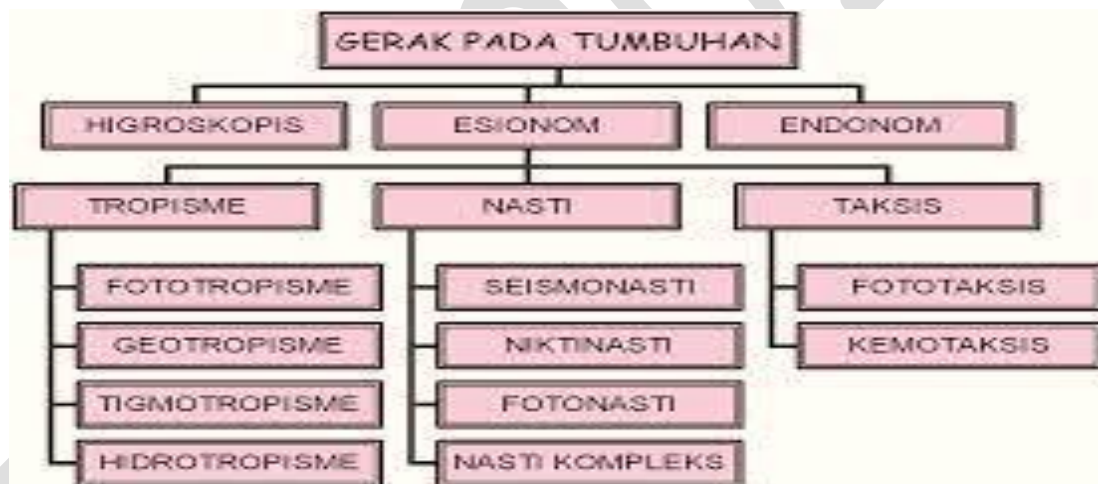 GERAK PADA TUMBUHAN
HIGROSKOPIS
ESIONOM
ENDONOM
TROPISME
NASTI
TAKSIS
FOTOTROPISME
SEISMONASTI
FOTOTAKSIS
GEOTROPISME
NIKTINASTI
KEMOTAKSIS
TIGMOTROPISME
FOTONASTI
HIDROTROPISME
NASTI KOMPLEKS